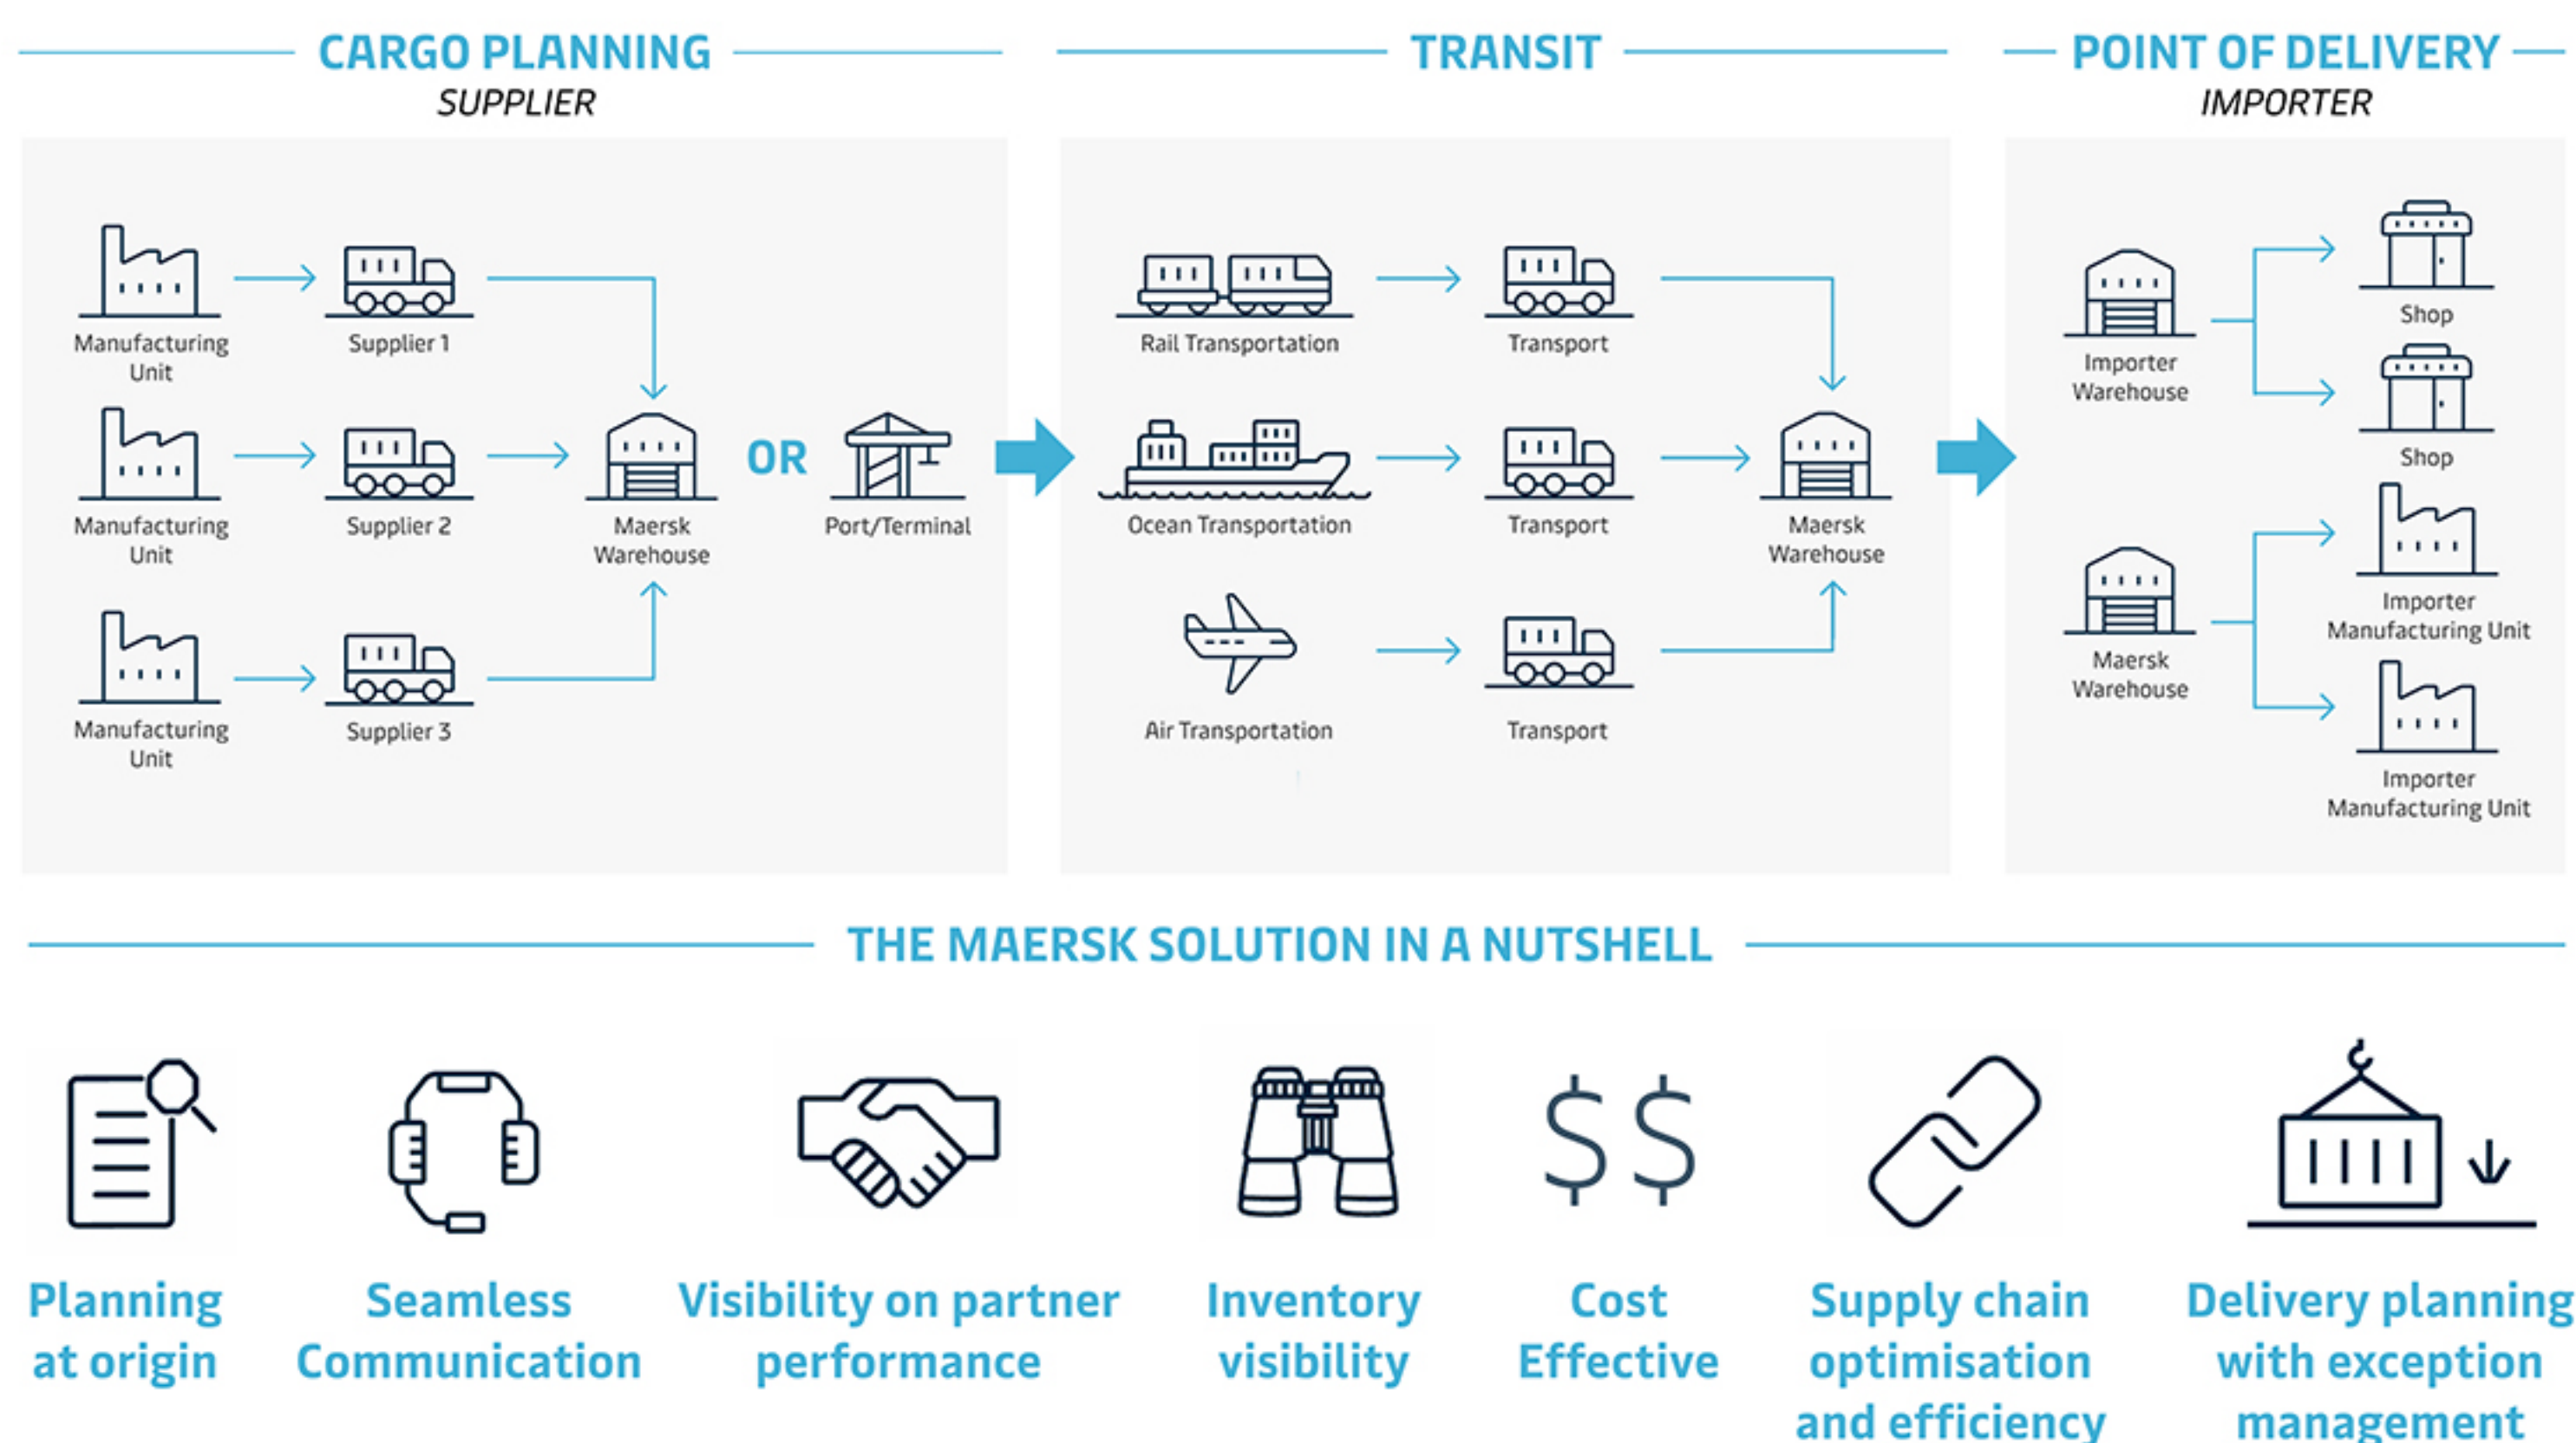 CARGO PLANNING
SUPPLIER
Manufacturing
Unit
Supplier 1
Manufacturing
Unit
Supplier 2
Maersk
Warehouse
OR
Port/Terminal
Manufacturing
Unit
Supplier 3
TRANSIT
Rail Transportation
Transport
Ocean Transportation
Transport
Maersk
Warehouse
Air Transportation
Transport
POINT OF DELIVERY
IMPORTER
Importer
Warehouse
Shop
Shop
Maersk
Warehouse
Importer
Manufacturing Unit
Importer
Manufacturing Unit
THE MAERSK SOLUTION IN A NUTSHELL
$ $
Planning
at origin
Seamless
Communication
Visibility on partner
performance
Inventory
visibility
Cost
Effective
Supply chain
optimisation
and efficiency
Delivery planning
with exception
management